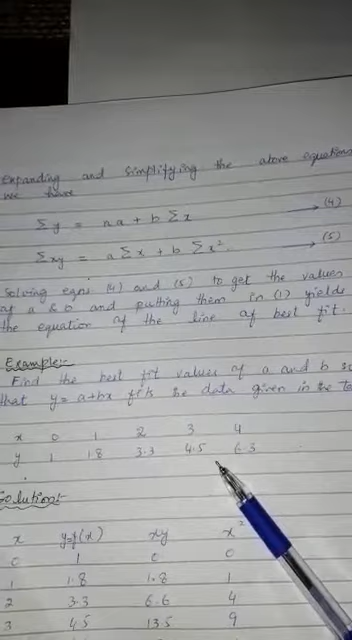 Expanding and simplifying the above equations
we have
Σy = na + b Σx → (4)
Σxy = a Σx + b Σx² → (5)
Solving eqns (4) and (5) to get the values
of a & b and putting them in (1) yields
the equation of the line of best fit.
Example:-
Find the best fit values of a and b so
that y = a+bx fits the data given in the
x 0 1 2 3 4
y 1 1.8 3.3 4.5 6.3
Solution:-
x y=f(x) xy x²
0 1 0 0
1 1.8 1.8 1
2 3.3 6.6 4
3 4.5 13.5 9